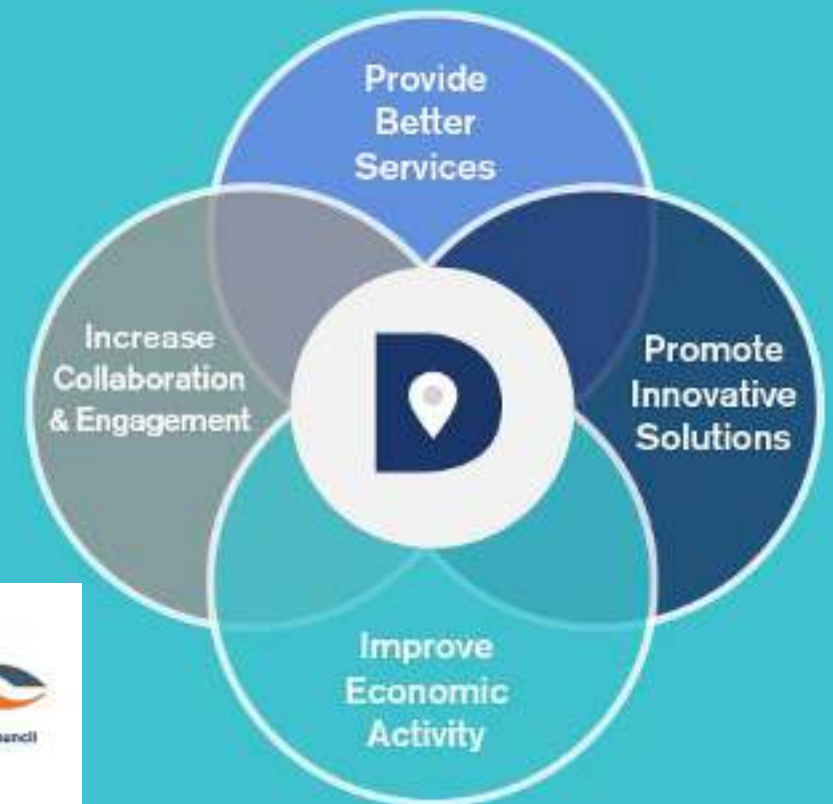 Provide
Better
Services
Increase
Collaboration
& Engagement
D
Promote
Innovative
Solutions
Improve
Economic
Activity